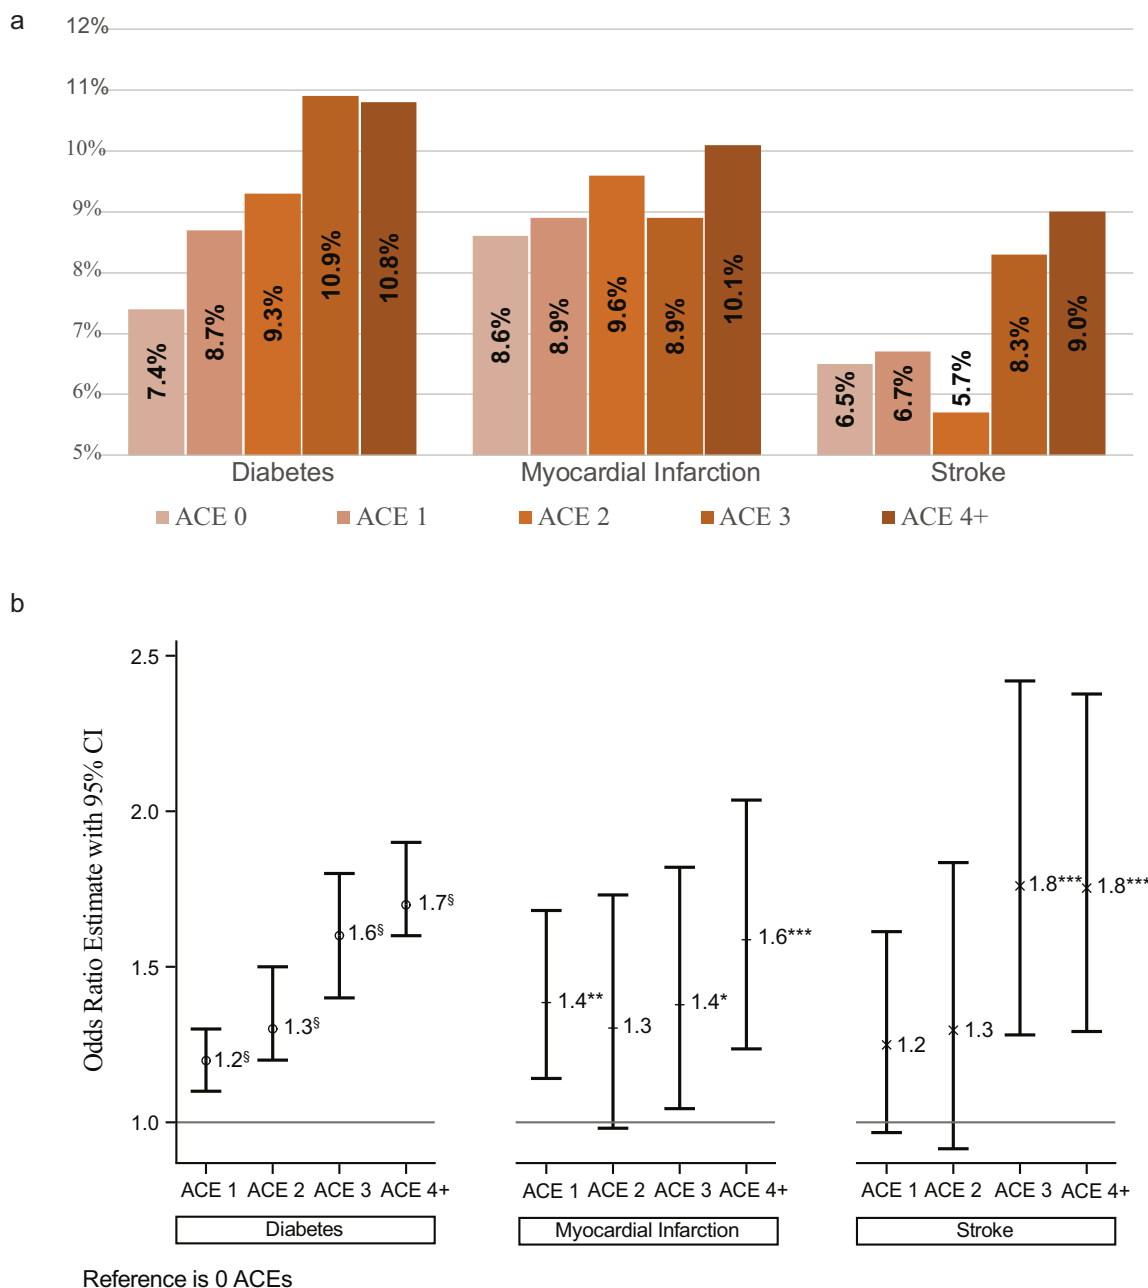 a
12%
11%
10%
9%
8%
7%
6%
5%
7.4% 8.7% 9.3% 10.9% 10.8% 8.6% 8.9% 9.6% 8.9% 10.1% 6.5% 6.7% 5.7% 8.3% 9.0%
Diabetes Myocardial Infarction Stroke
ACE 0 ACE 1 ACE 2 ACE 3 ACE 4+
b
Odds Ratio Estimate with 95% CI
2.5
2.0
1.5
1.0
1.2§ 1.3§ 1.6§ 1.7§
1.4** 1.3 1.4* 1.6***
1.2 1.3 1.8*** 1.8***
ACE 1 ACE 2 ACE 3 ACE 4+ ACE 1 ACE 2 ACE 3 ACE 4+ ACE 1 ACE 2 ACE 3 ACE 4+
Diabetes Myocardial Infarction Stroke
Reference is 0 ACEs